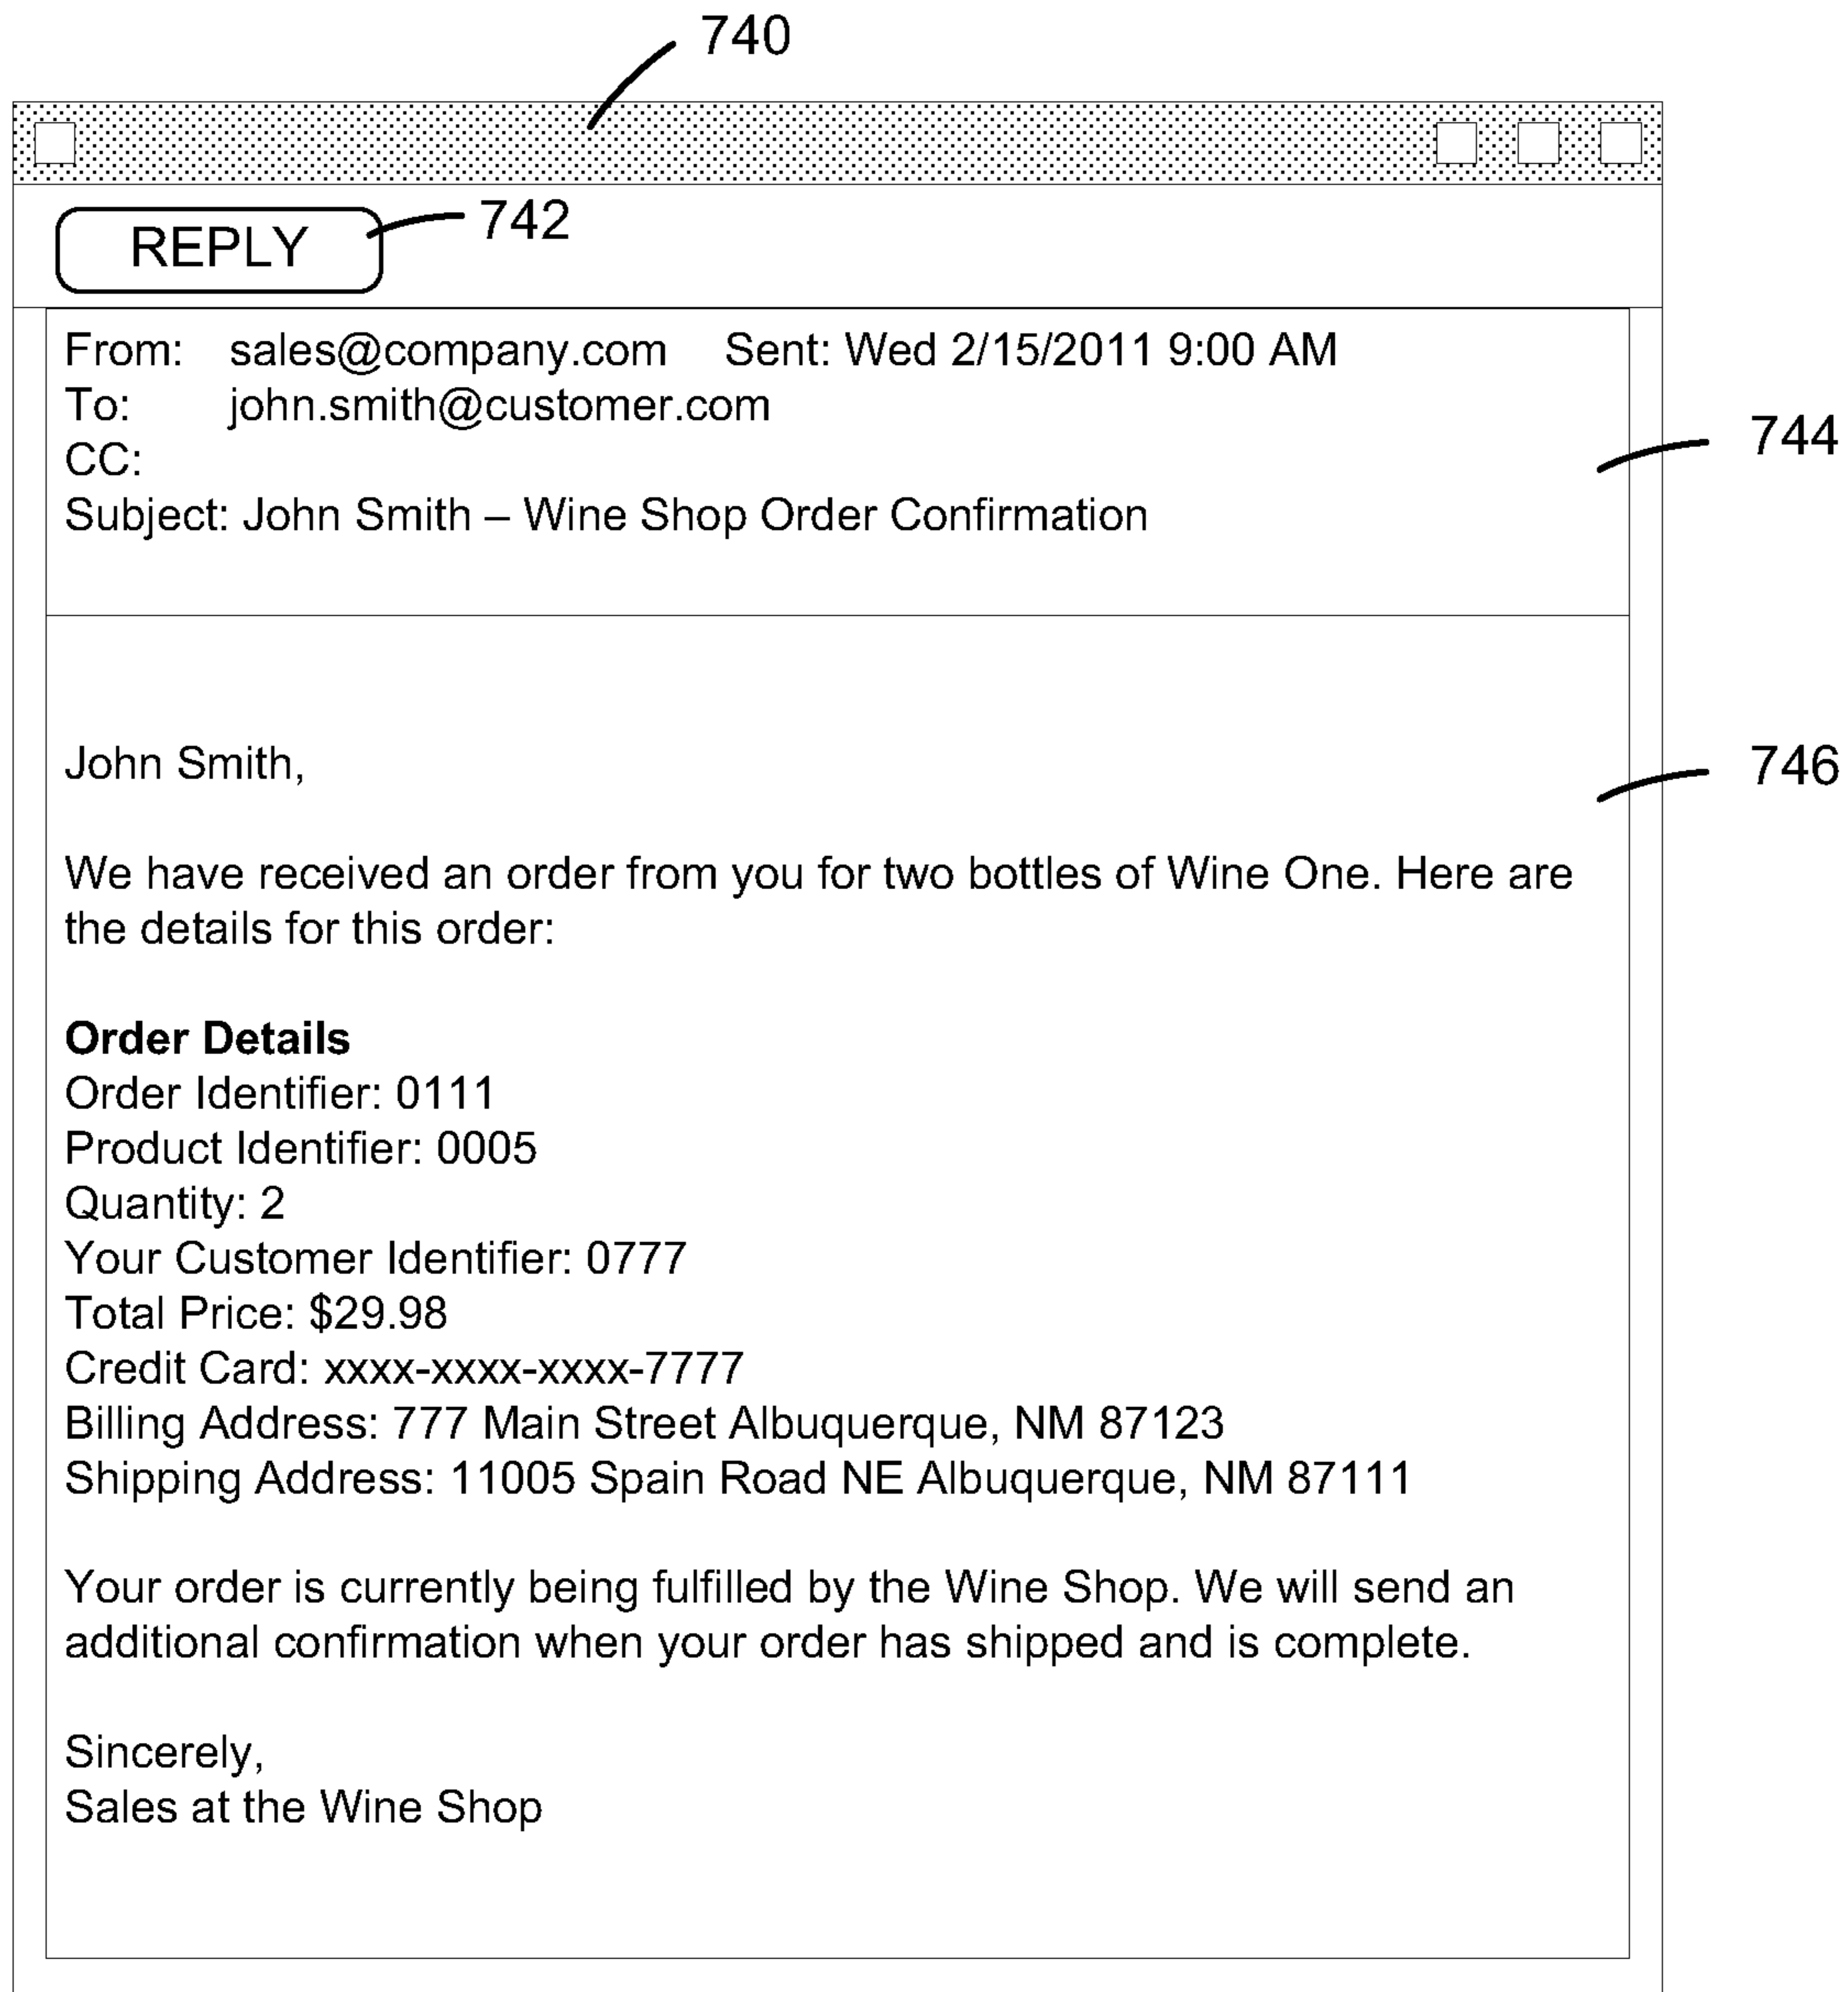 740
REPLY
742
From: sales@company.com Sent: Wed 2/15/2011 9:00 AM
To: john.smith@customer.com
744
CC:
Subject: John Smith – Wine Shop Order Confirmation
John Smith,
746
We have received an order from you for two bottles of Wine One. Here are
the details for this order:
Order Details
Order Identifier: 0111
Product Identifier: 0005
Quantity: 2
Your Customer Identifier: 0777
Total Price: $29.98
Credit Card: xxxx-xxxx-xxxx-7777
Billing Address: 777 Main Street Albuquerque, NM 87123
Shipping Address: 11005 Spain Road NE Albuquerque, NM 87111
Your order is currently being fulfilled by the Wine Shop. We will send an
additional confirmation when your order has shipped and is complete.
Sincerely,
Sales at the Wine Shop